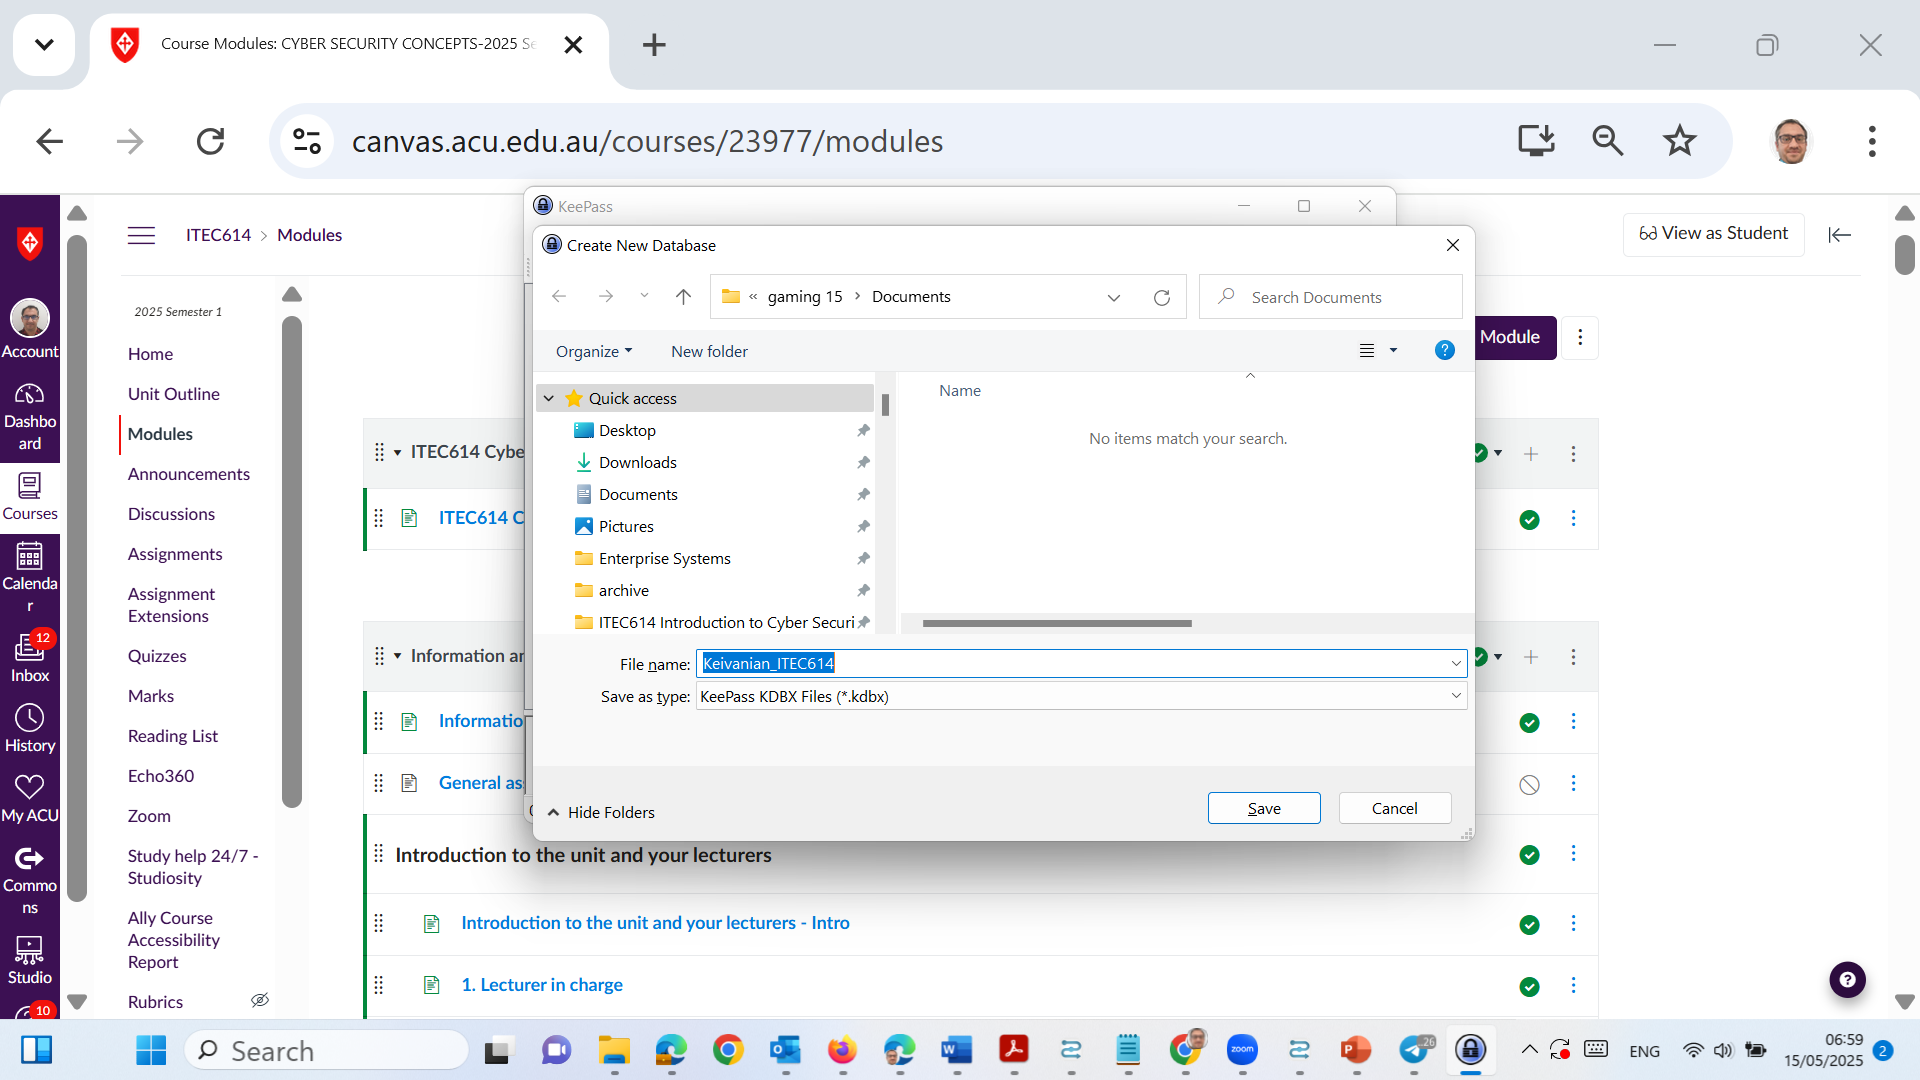 Course Modules: CYBER SECURITY CONCEPTS-2025 Se
canvas.acu.edu.au/courses/23977/modules
KeePass
ITEC614 > Modules
View as Student
Create New Database
« gaming 15 > Documents
Search Documents
Organize
New folder
?
Module
Quick access
Desktop
Downloads
Documents
Pictures
Enterprise Systems
archive
ITEC614 Introduction to Cyber Securi
Name
No items match your search.
File name: Keivanian_ITEC614
Save as type: KeePass KDBX Files (*.kdbx)
Hide Folders
Save
Cancel
Account
Dashbo
ard
Courses
Calenda
r
12
Inbox
History
My ACU
Commo
ns
Studio
10
2025 Semester 1
Home
Unit Outline
Modules
Announcements
Discussions
Assignments
Assignment
Extensions
Quizzes
Marks
Reading List
Echo360
Zoom
Study help 24/7 -
Studiosity
Ally Course
Accessibility
Report
Rubrics
ITEC614 Cybe
ITEC614 C
Information an
Informatio
General as
Introduction to the unit and your lecturers
Introduction to the unit and your lecturers - Intro
1. Lecturer in charge
?
Search
zoom
26
ENG
06:59
15/05/2025
2